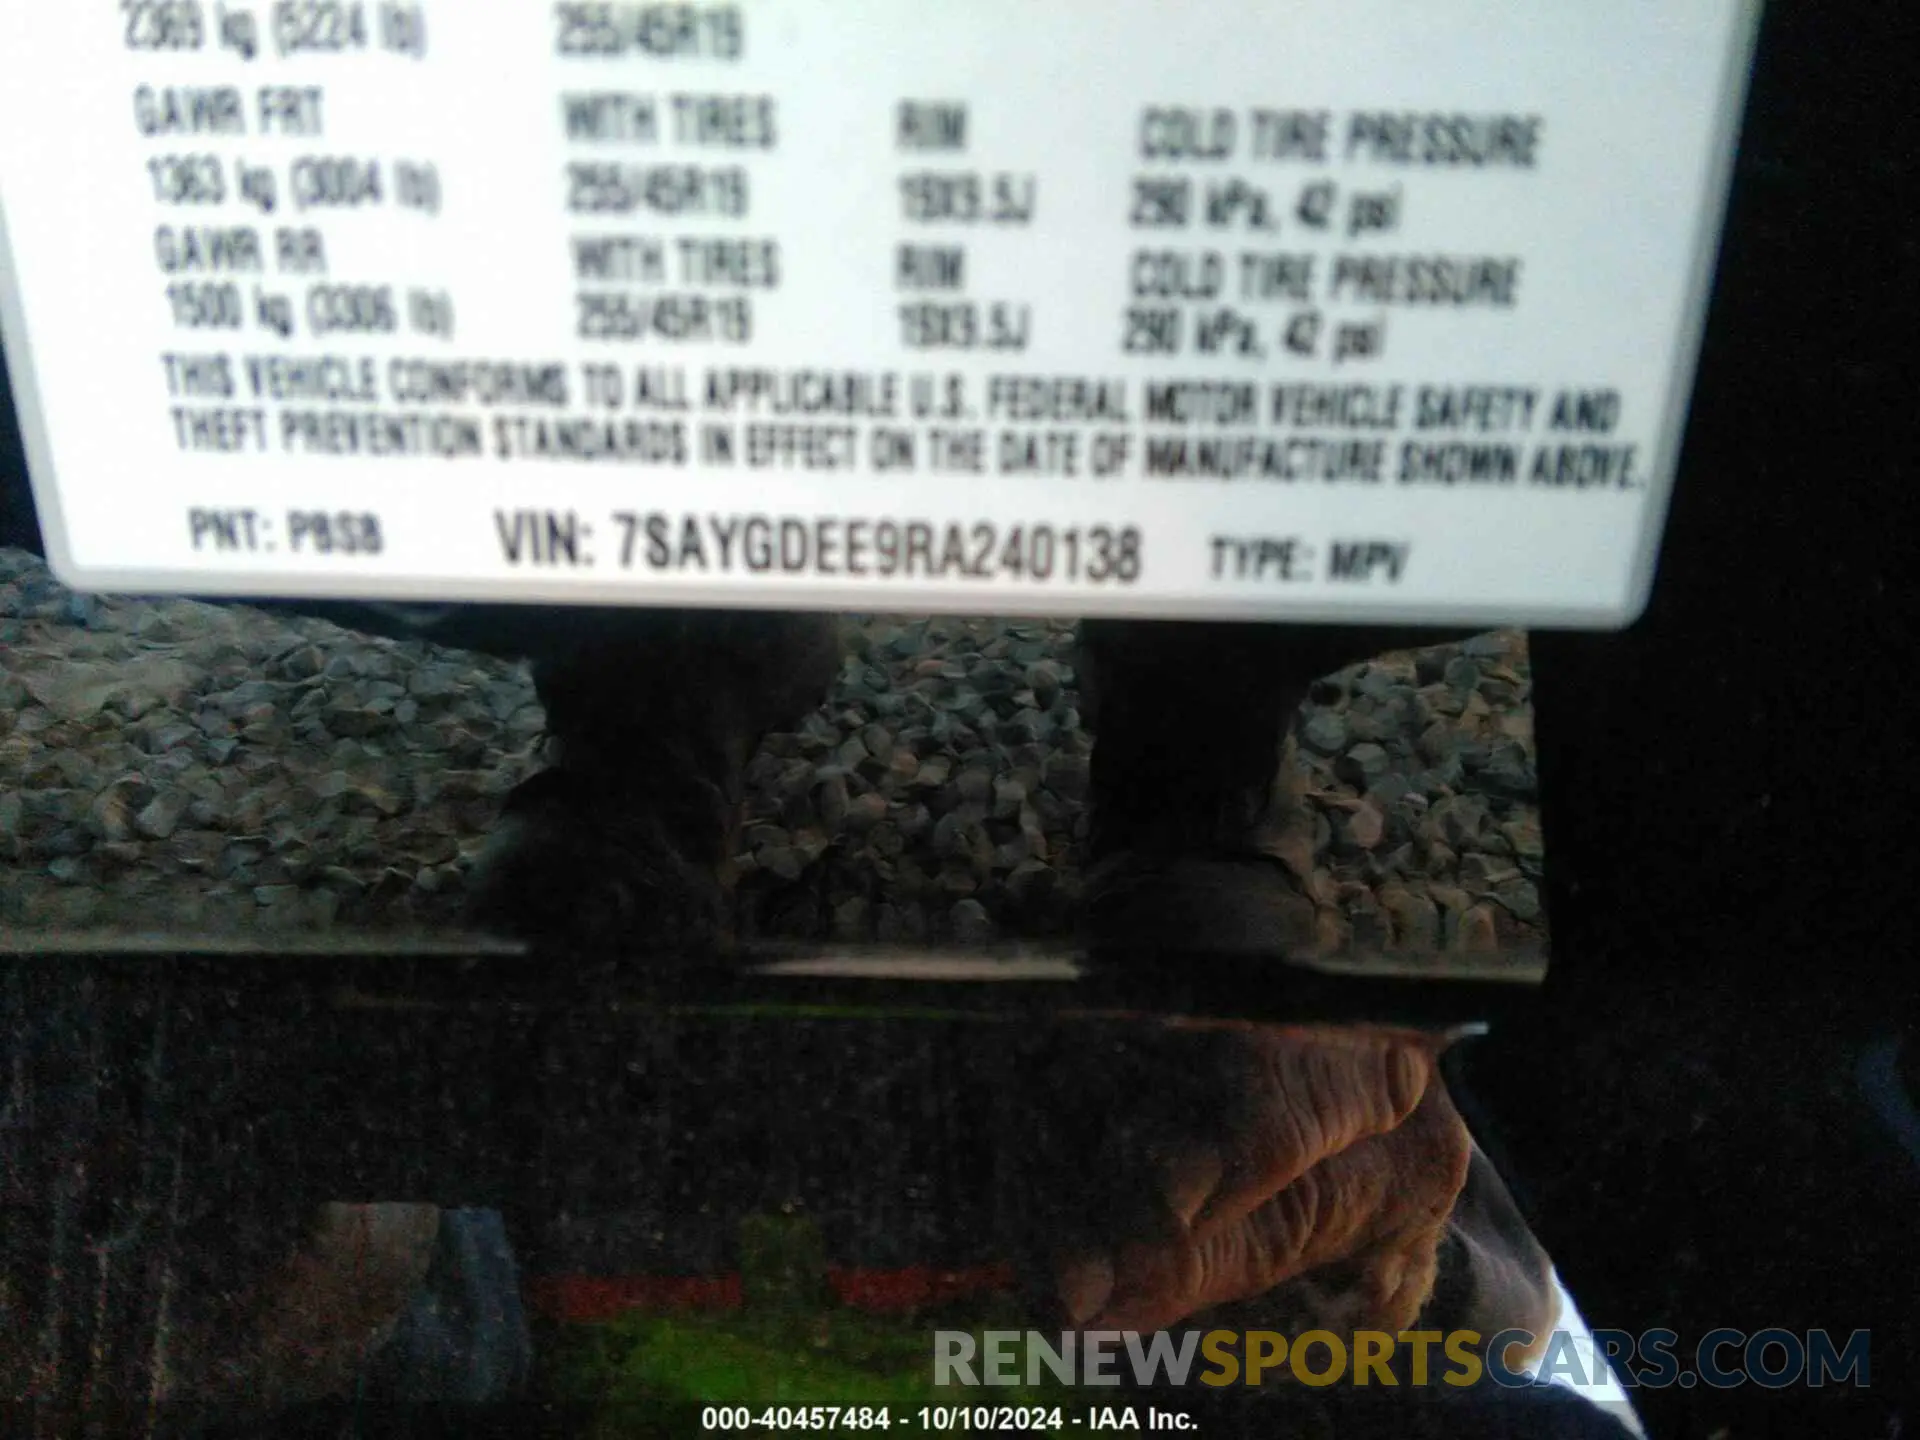 2369 kg (5224 lb) 255/45R19
GAWR FRT WITH TIRES RIM COLD TIRE PRESSURE
1363 kg (3004 lb) 255/45R19 19X9.5J 290 kPa, 42 psi
GAWR RR WITH TIRES RIM COLD TIRE PRESSURE
1500 kg (3306 lb) 255/45R19 19X9.5J 290 kPa, 42 psi
THIS VEHICLE CONFORMS TO ALL APPLICABLE U.S. FEDERAL MOTOR VEHICLE SAFETY AND
THEFT PREVENTION STANDARDS IN EFFECT ON THE DATE OF MANUFACTURE SHOWN ABOVE.
PNT: PBSB VIN: 7SAYGDEE9RA240138 TYPE: MPV
RENEWSPORTSCARS.COM
000-40457484 - 10/10/2024 - IAA Inc.